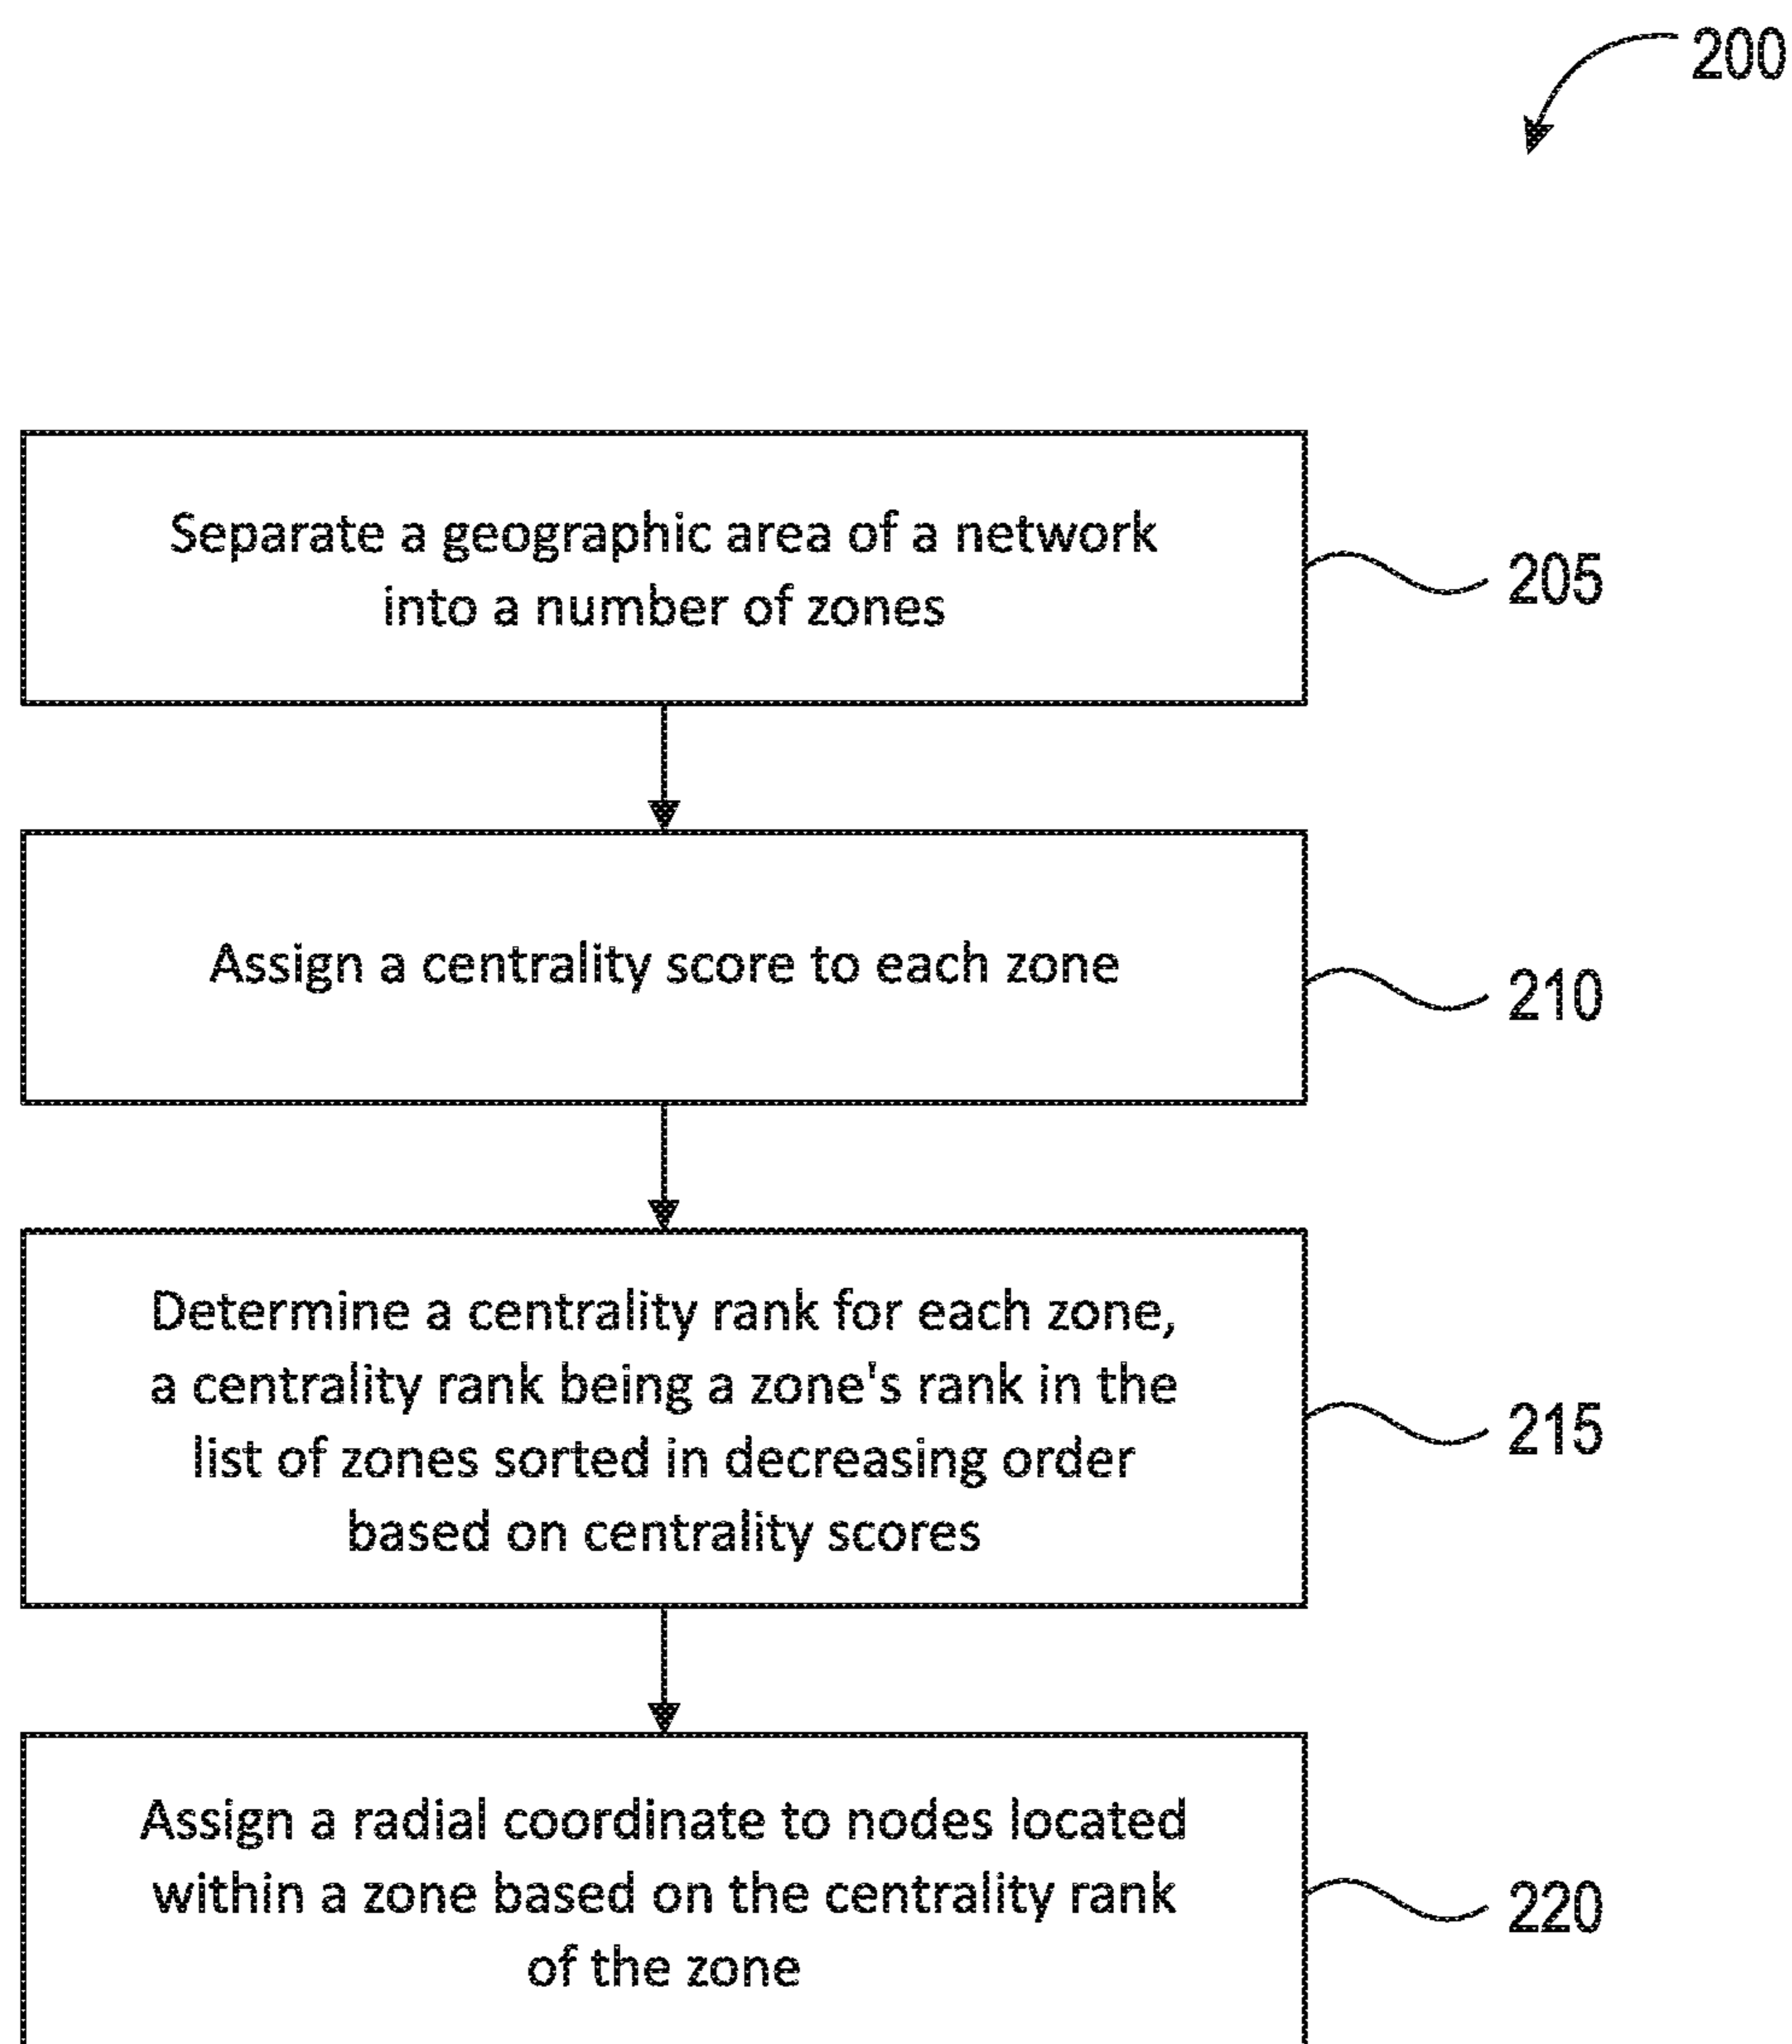 200
Separate a geographic area of a network
into a number of zones
205
Assign a centrality score to each zone
210
Determine a centrality rank for each zone,
a centrality rank being a zone's rank in the
list of zones sorted in decreasing order
based on centrality scores
215
Assign a radial coordinate to nodes located
within a zone based on the centrality rank
of the zone
220